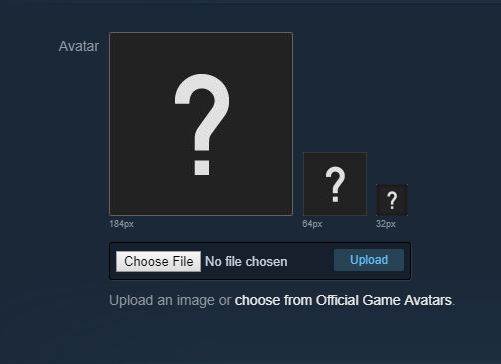 Avatar
?
?
?
184px
64px
32px
Choose File No file chosen Upload
Upload an image or choose from Official Game Avatars.